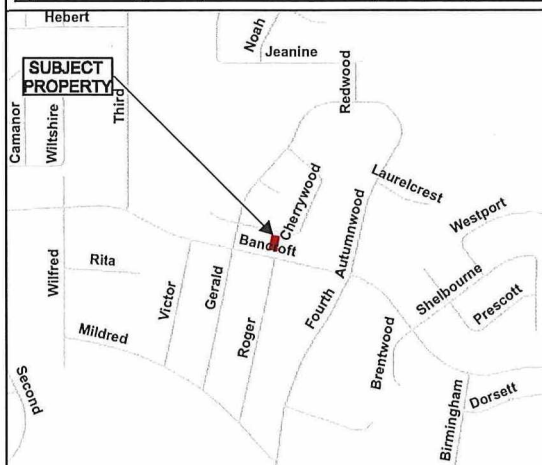 Hebert
Noah
Jeanine
SUBJECT
PROPERTY
Third
Redwood
Camanor
Wiltshire
Cherrywood
Laurelcrest
Westport
Autumnwood
Bancroft
Wilfred
Rita
Victor
Gerald
Roger
Fourth
Shelbourne
Prescott
Mildred
Brentwood
Second
Birmingham
Dorsett